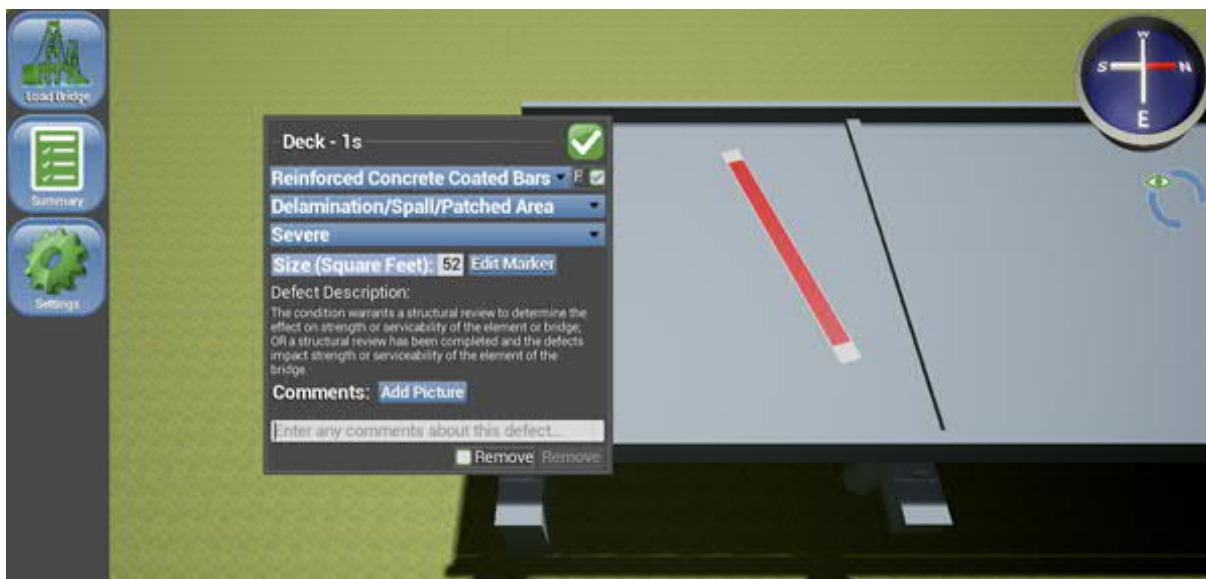 Load Bridge
Summary
Settings
Deck - 1s
Reinforced Concrete Coated Bars
Delamination/Spall/Patched Area
Severe
Size (Square Feet): 52 Edit Marker
Defect Description:
The condition warrants a structural review to determine the
effect on strength or servicability of the element or bridge;
OR a structural review has been completed and the defects
impact strength or serviceability of the element of the
bridge.
Comments: Add Picture
Enter any comments about this defect...
Remove Remove
W
S N
E